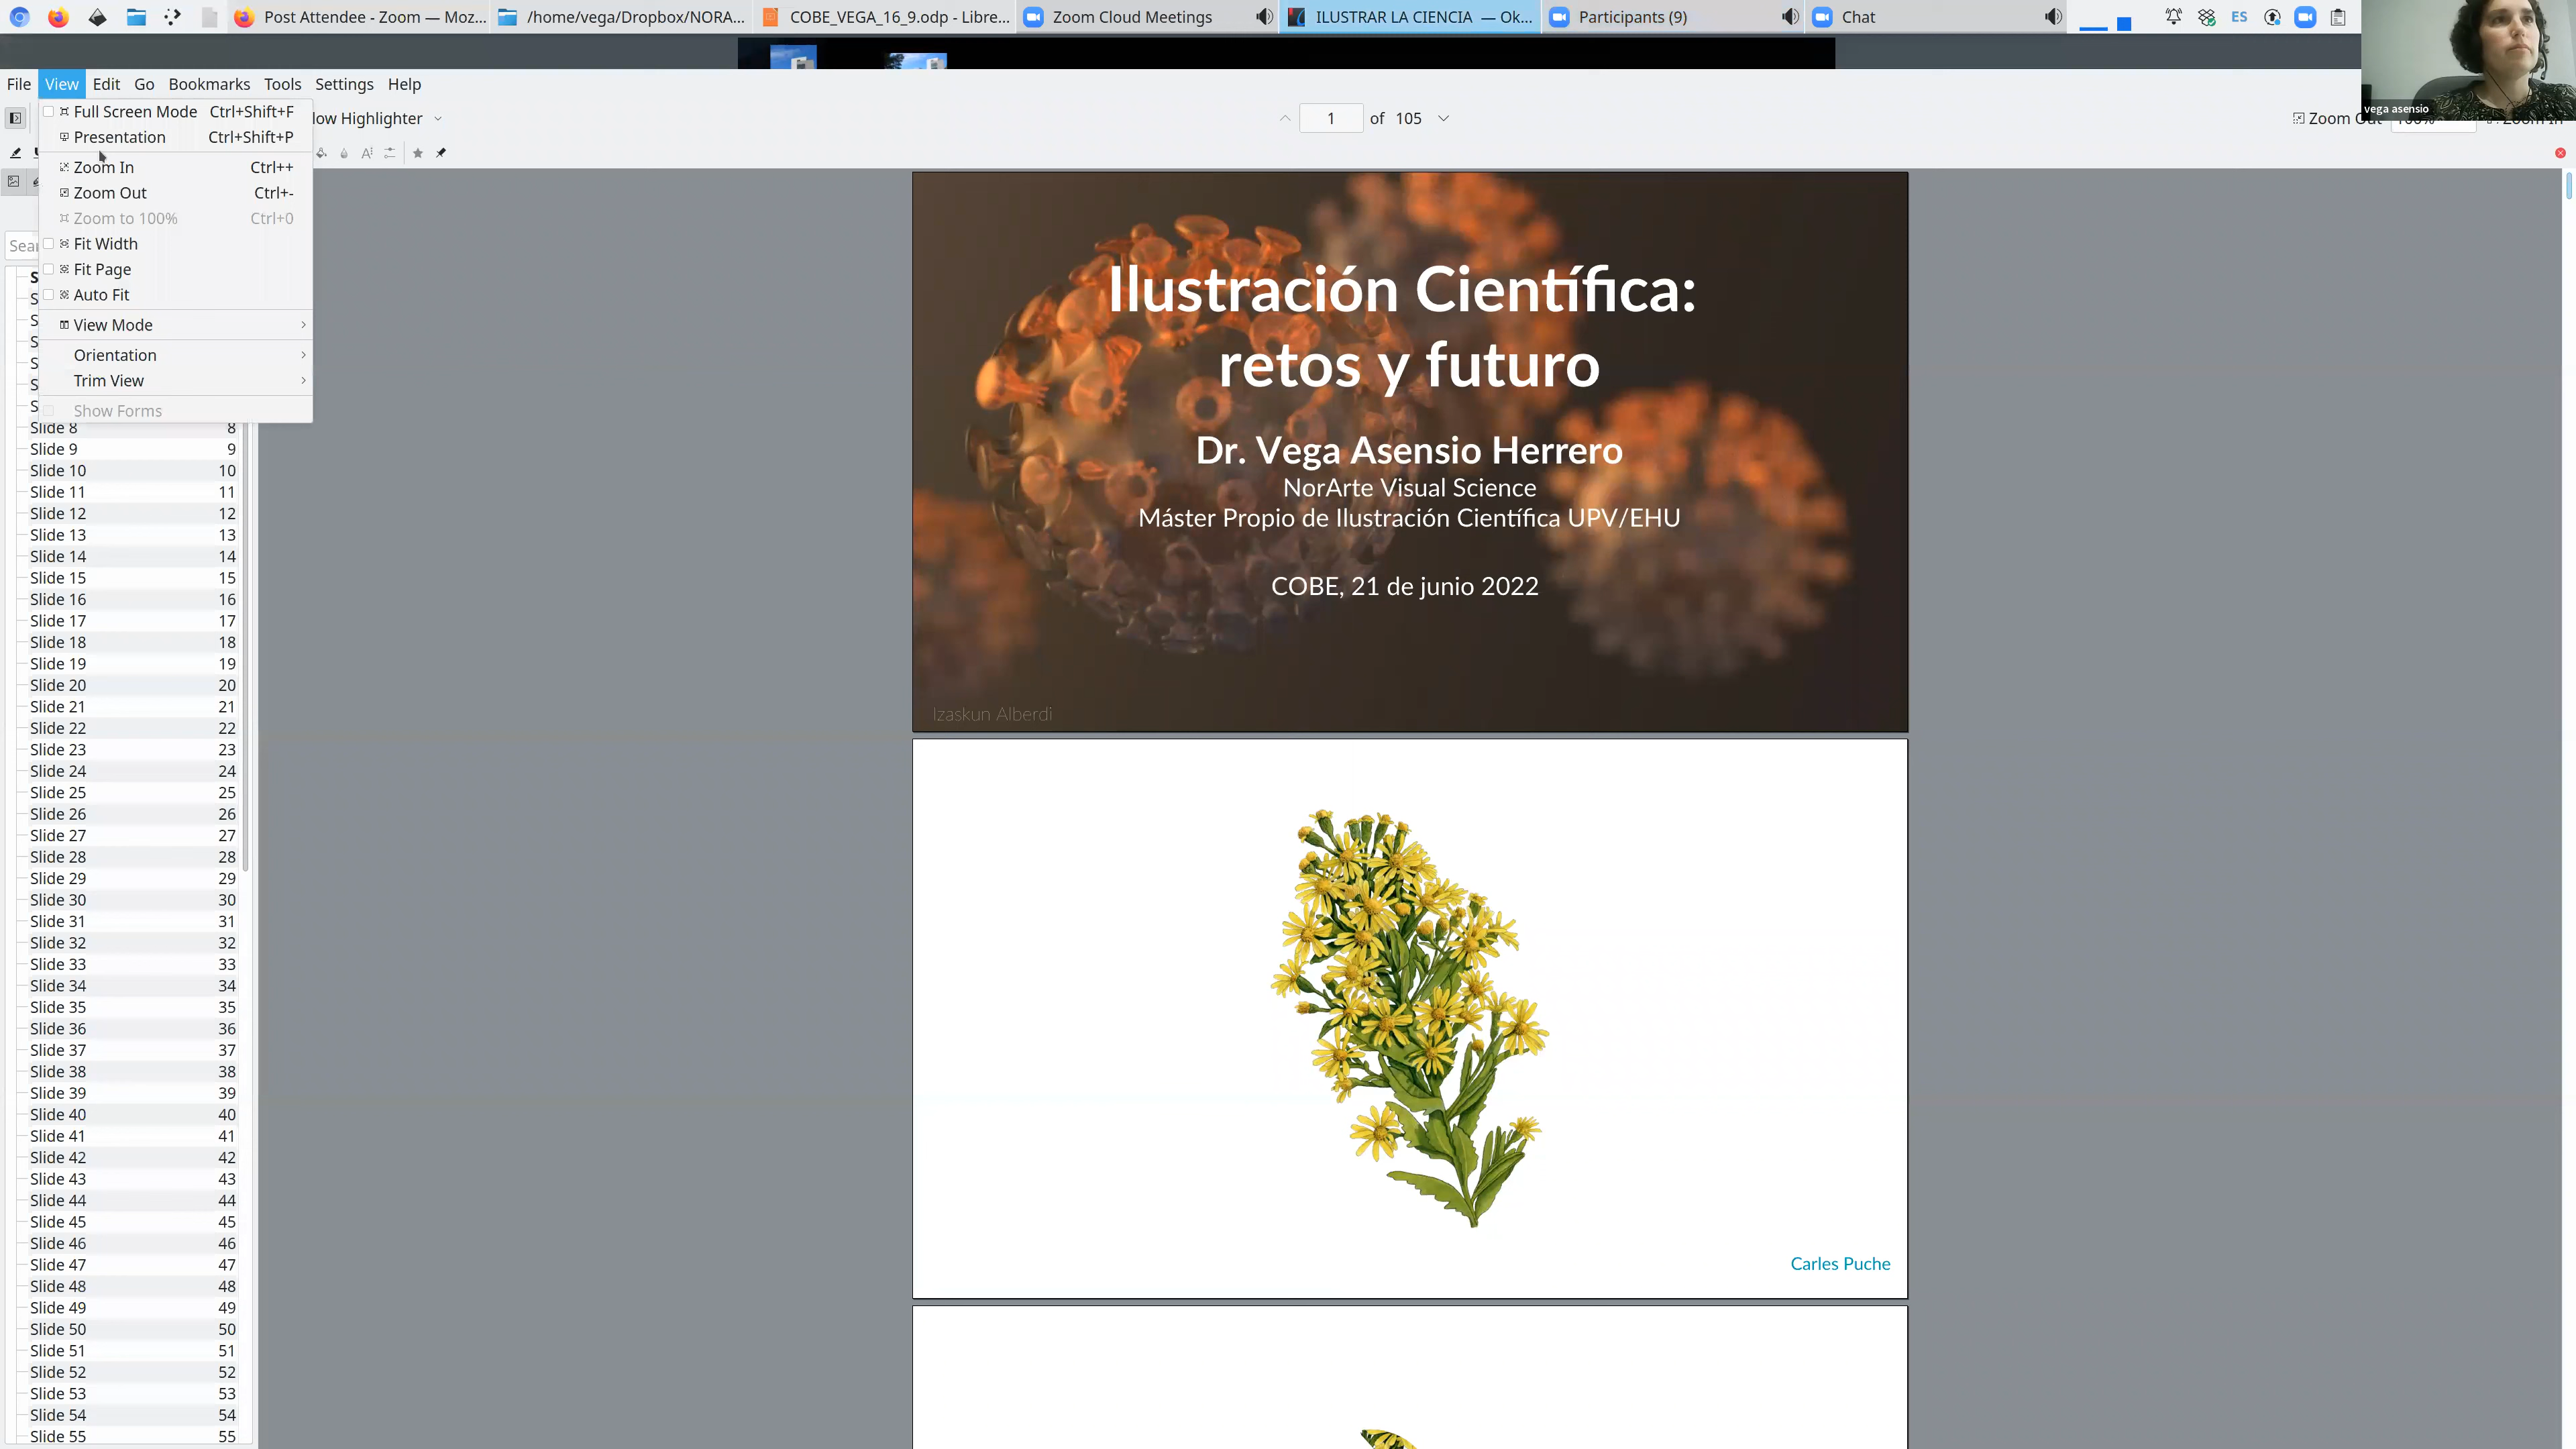 Post Attendee - Zoom — Moz...
/home/vega/Dropbox/NORA...
COBE_VEGA_16_9.odp - Libre...
Zoom Cloud Meetings
ILUSTRAR LA CIENCIA — Ok...
Participants (9)
Chat
ES
vega asensio
File View Edit Go Bookmarks Tools Settings Help
Full Screen Mode Ctrl+Shift+F
Presentation Ctrl+Shift+P
Zoom In Ctrl++
Zoom Out Ctrl+-
Zoom to 100% Ctrl+0
Fit Width
Fit Page
Auto Fit
View Mode
Orientation
Trim View
Show Forms
low Highlighter
1 of 105
Zoom Out 100% Zoom In
Slide 8 8
Slide 9 9
Slide 10 10
Slide 11 11
Slide 12 12
Slide 13 13
Slide 14 14
Slide 15 15
Slide 16 16
Slide 17 17
Slide 18 18
Slide 19 19
Slide 20 20
Slide 21 21
Slide 22 22
Slide 23 23
Slide 24 24
Slide 25 25
Slide 26 26
Slide 27 27
Slide 28 28
Slide 29 29
Slide 30 30
Slide 31 31
Slide 32 32
Slide 33 33
Slide 34 34
Slide 35 35
Slide 36 36
Slide 37 37
Slide 38 38
Slide 39 39
Slide 40 40
Slide 41 41
Slide 42 42
Slide 43 43
Slide 44 44
Slide 45 45
Slide 46 46
Slide 47 47
Slide 48 48
Slide 49 49
Slide 50 50
Slide 51 51
Slide 52 52
Slide 53 53
Slide 54 54
Slide 55 55
Ilustración Científica:
retos y futuro
Dr. Vega Asensio Herrero
NorArte Visual Science
Máster Propio de Ilustración Científica UPV/EHU
COBE, 21 de junio 2022
Izaskun Alberdi
Carles Puche